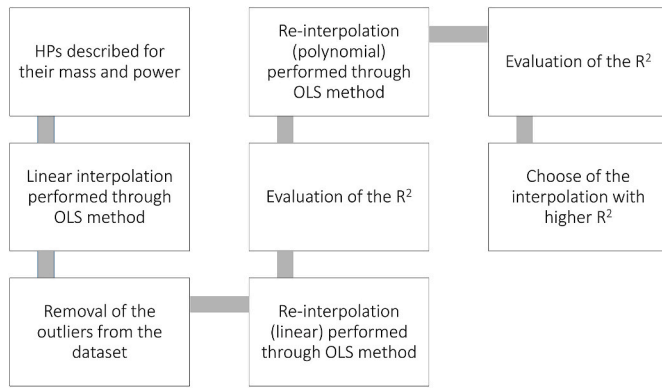 HPs described for
their mass and power
Linear interpolation
performed through
OLS method
Removal of the
outliers from the
dataset
Re-interpolation
(linear) performed
through OLS method
Evaluation of the R²
Re-interpolation
(polynomial)
performed through
OLS method
Evaluation of the R²
Choose of the
interpolation with
higher R²